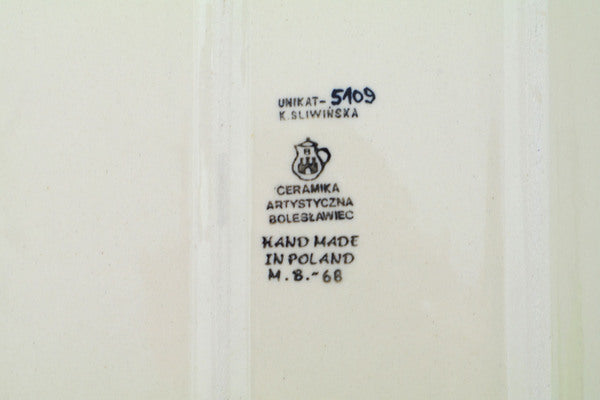 UNIKAT- 5109
K.SLIWIŃSKA
B
CERAMIKA
ARTYSTYCZNA
BOLESŁAWIEC
HAND MADE
IN POLAND
M.B.-68